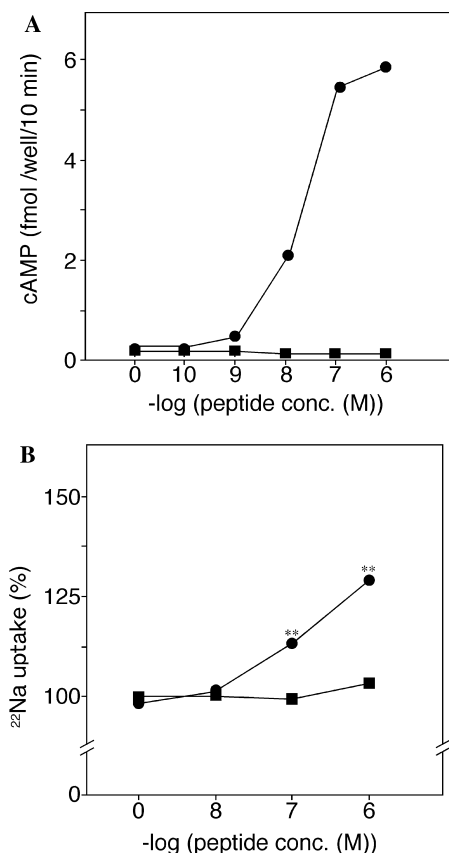 A
6
4
2
0
cAMP (fmol /well/10 min)
0 10 9 8 7 6
-log (peptide conc. (M))
B
150
125
100
0
²²Na uptake (%)
**
**
0 8 7 6
-log (peptide conc. (M))